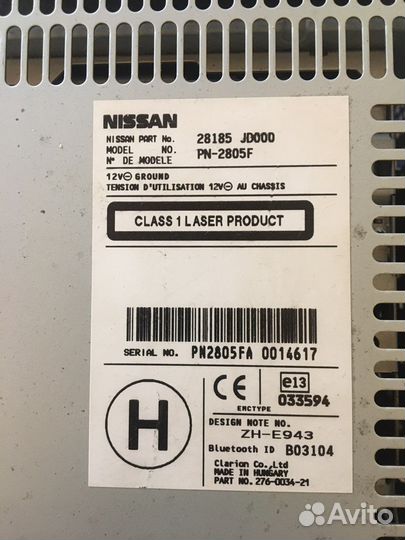 NISSAN
NISSAN PART No. 28185 JD000
MODEL NO. PN-2805F
N° DE MODELE
12V⊖ GROUND
TENSION D'UTILISATION 12V⊖ AU CHASSIS
CLASS 1 LASER PRODUCT
SERIAL NO. PN2805FA 0014617
H
CE
e13
033594
EMCTYPE
DESIGN NOTE NO.
ZH-E943
Bluetooth ID B03104
Clarion Co.,Ltd
MADE IN HUNGARY
PART NO. 276-0034-21
Avito